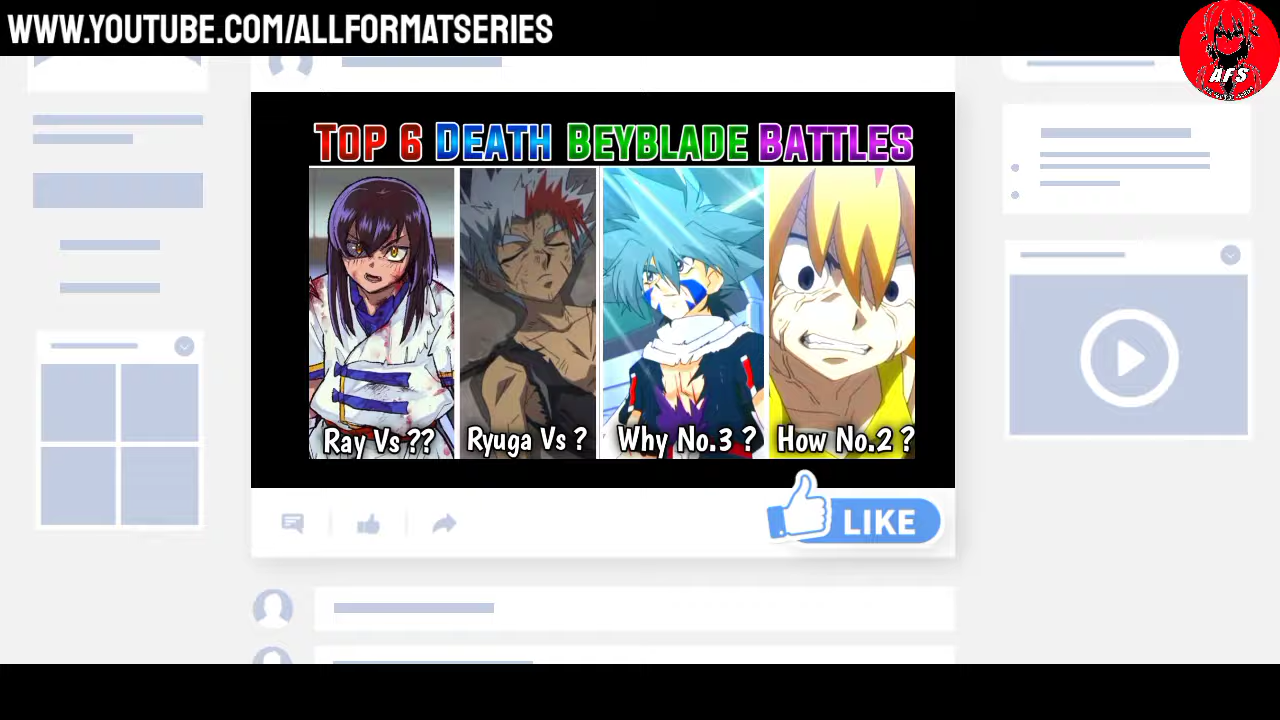 WWW.YOUTUBE.COM/ALLFORMATSERIES
AFS
TOP 6 DEATH BEYBLADE BATTLES
Ray Vs ??
Ryuga Vs ?
Why No.3 ?
How No.2 ?
LIKE